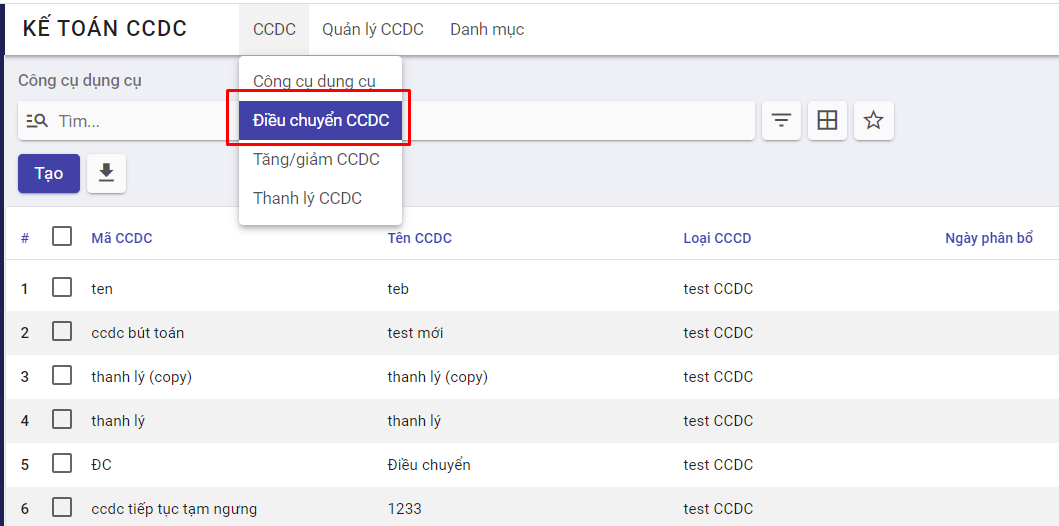 KẾ TOÁN CCDC
CCDC Quản lý CCDC Danh mục
Công cụ dụng cụ
Công cụ dụng cụ
Tìm...
Điều chuyển CCDC
Tăng/giảm CCDC
Tạo
Thanh lý CCDC
# Mã CCDC Tên CCDC Loại CCCD Ngày phân bổ
1 ten teb test CCDC
2 ccdc bút toán test mới test CCDC
3 thanh lý (copy) thanh lý (copy) test CCDC
4 thanh lý thanh lý test CCDC
5 ĐC Điều chuyển test CCDC
6 ccdc tiếp tục tạm ngưng 1233 test CCDC